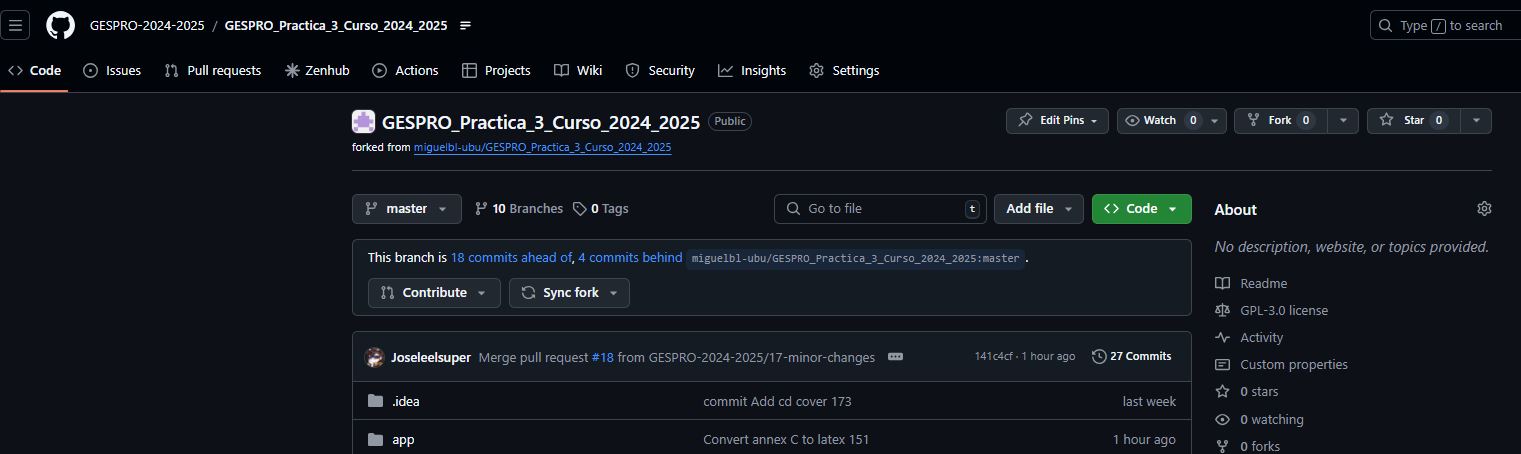 GESPRO-2024-2025 / GESPRO_Practica_3_Curso_2024_2025 Type / to search
Code Issues Pull requests Zenhub Actions Projects Wiki Security Insights Settings
GESPRO_Practica_3_Curso_2024_2025 Public Edit Pins Watch 0 Fork 0 Star 0
forked from miguelbl-ubu/GESPRO_Practica_3_Curso_2024_2025
master 10 Branches 0 Tags Go to file t Add file Code
About
No description, website, or topics provided.
This branch is 18 commits ahead of, 4 commits behind miguelbl-ubu/GESPRO_Practica_3_Curso_2024_2025:master .
Contribute Sync fork
Readme
GPL-3.0 license
Activity
Custom properties
0 stars
0 watching
0 forks
Joseleelsuper Merge pull request #18 from GESPRO-2024-2025/17-minor-changes 141c4cf · 1 hour ago 27 Commits
.idea commit Add cd cover 173 last week
app Convert annex C to latex 151 1 hour ago